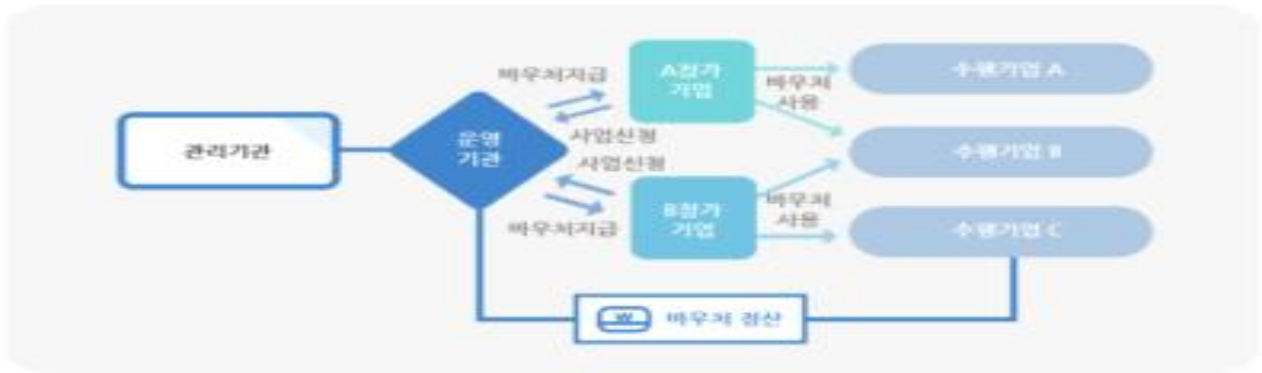 바우처지급
A참가
기업
바우처
사용
수행기업 A
관리기관
운영
기관
사업신청
사업신청
수행기업 B
B참가
기업
바우처
사용
바우처지급
수행기업 C
₩ 바우처 정산